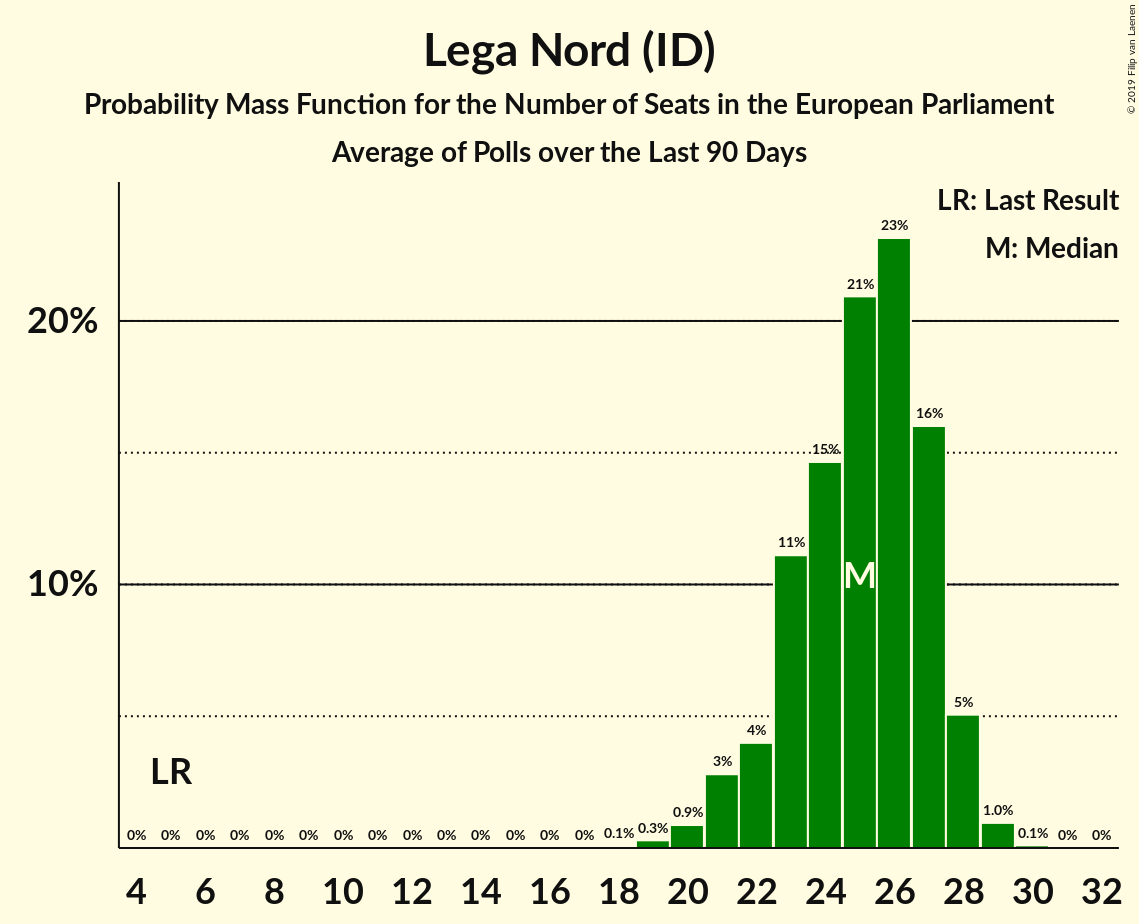 Lega Nord (ID)
Probability Mass Function for the Number of Seats in the European Parliament
Average of Polls over the Last 90 Days
© 2019 Filip van Laenen
LR: Last Result
M: Median
20%
10%
LR
M
0% 0% 0% 0% 0% 0% 0% 0% 0% 0% 0% 0% 0% 0% 0.1% 0.3% 0.9% 3% 4% 11% 15% 21% 23% 16% 5% 1.0% 0.1% 0% 0%
4 6 8 10 12 14 16 18 20 22 24 26 28 30 32